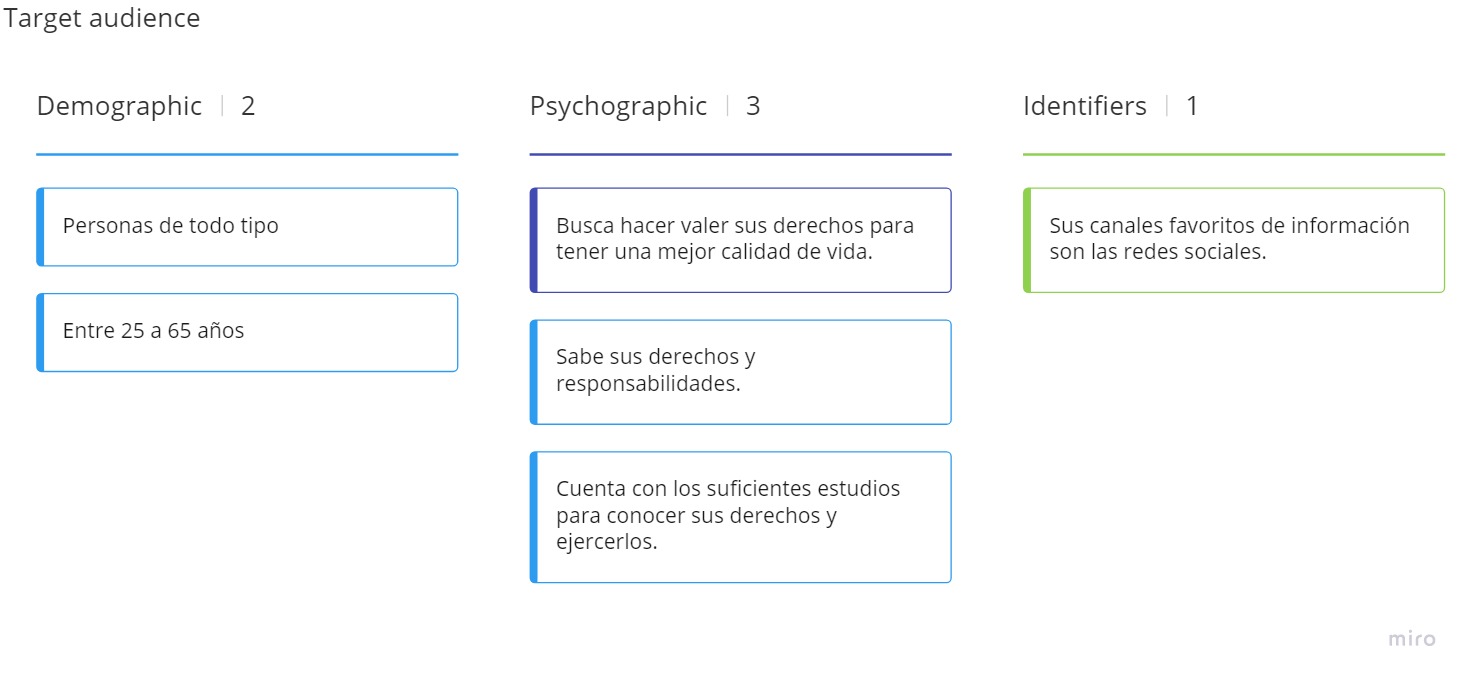 Target audience
Demographic | 2
Personas de todo tipo
Entre 25 a 65 años
Psychographic | 3
Busca hacer valer sus derechos para
tener una mejor calidad de vida.
Sabe sus derechos y
responsabilidades.
Cuenta con los suficientes estudios
para conocer sus derechos y
ejercerlos.
Identifiers | 1
Sus canales favoritos de información
son las redes sociales.
miro